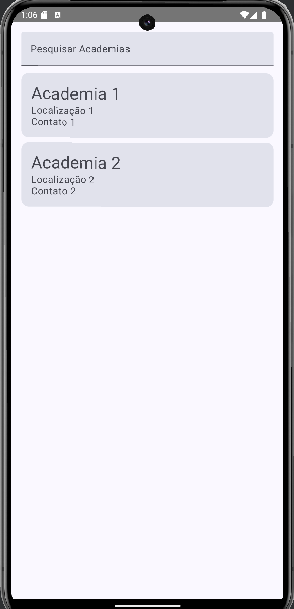 1:06
Pesquisar Academias
Academia 1
Localização 1
Contato 1
Academia 2
Localização 2
Contato 2